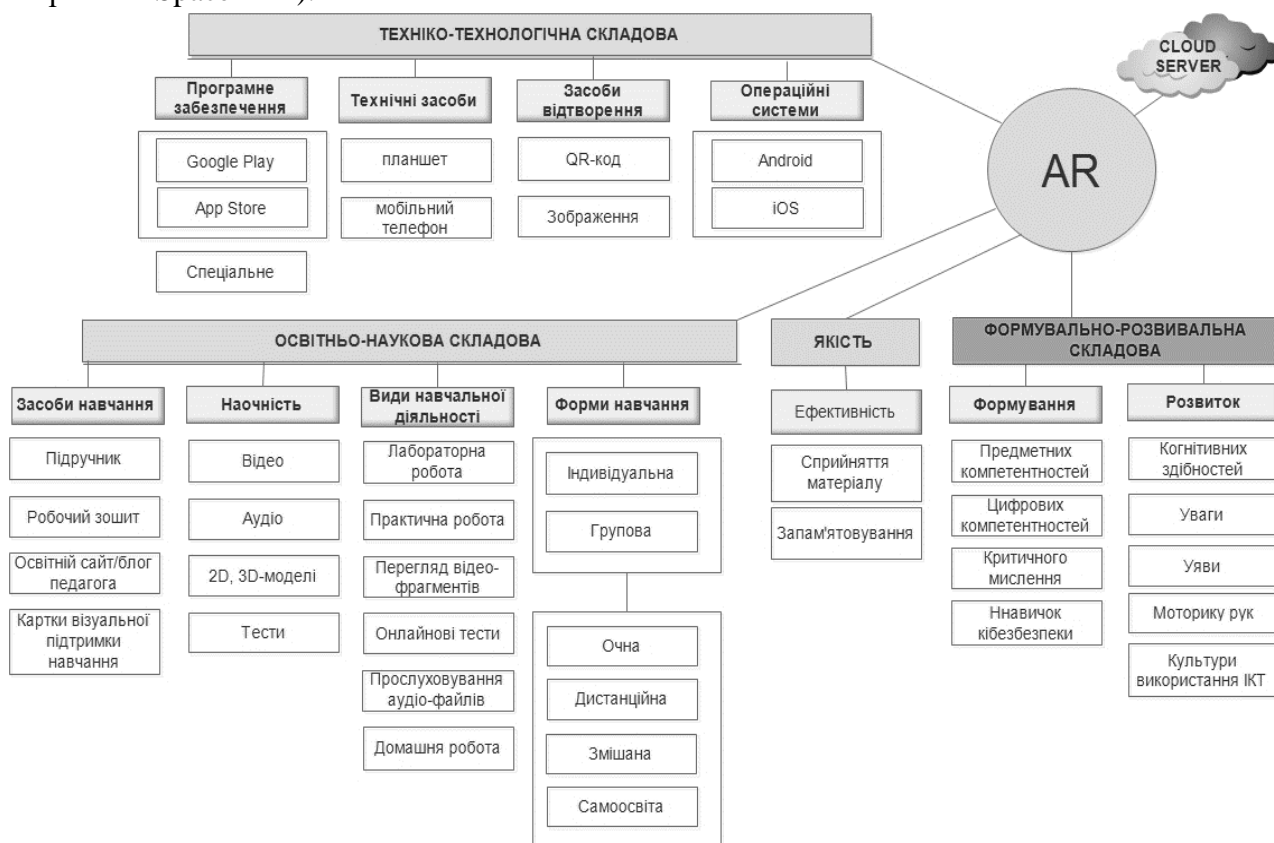 ТЕХНІКО-ТЕХНОЛОГІЧНА СКЛАДОВА
CLOUD
SERVER
Програмне
забезпечення
Технічні засоби
Засоби
відтворення
Операційні
системи
AR
Google Play
планшет
QR-код
Android
App Store
мобільний
телефон
Зображення
iOS
Спеціальне
ОСВІТНЬО-НАУКОВА СКЛАДОВА
ЯКІСТЬ
ФОРМУВАЛЬНО-РОЗВИВАЛЬНА
СКЛАДОВА
Засоби навчання
Наочність
Види навчальної
діяльності
Форми навчання
Ефективність
Формування
Розвиток
Підручник
Робочий зошит
Освітній сайт/блог
педагога
Картки візуальної
підтримки
навчання
Відео
Аудіо
2D, 3D-моделі
Тести
Лабораторна
робота
Практична робота
Перегляд відео-
фрагментів
Онлайнові тести
Прослуховування
аудіо-файлів
Домашня робота
Індивідуальна
Групова
Очна
Дистанційна
Змішана
Самоосвіта
Сприйняття
матеріалу
Запам'ятовування
Предметних
компетентностей
Цифрових
компетентностей
Критичного
мислення
Ннавичок
кібезбезпеки
Когнітивних
здібностей
Уваги
Уяви
Моторику рук
Культури
використання ІКТ